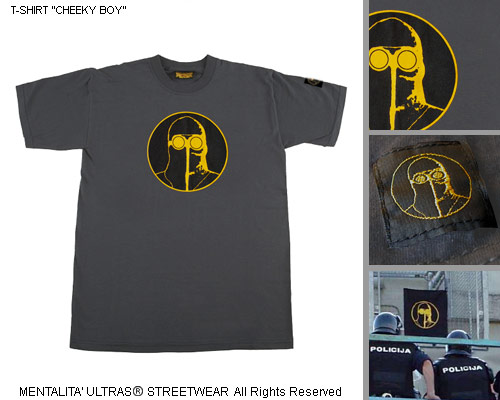 T-SHIRT "CHEEKY BOY"
POLICIJA
POLICIJA
MENTALITA' ULTRAS® STREETWEAR All Rights Reserved